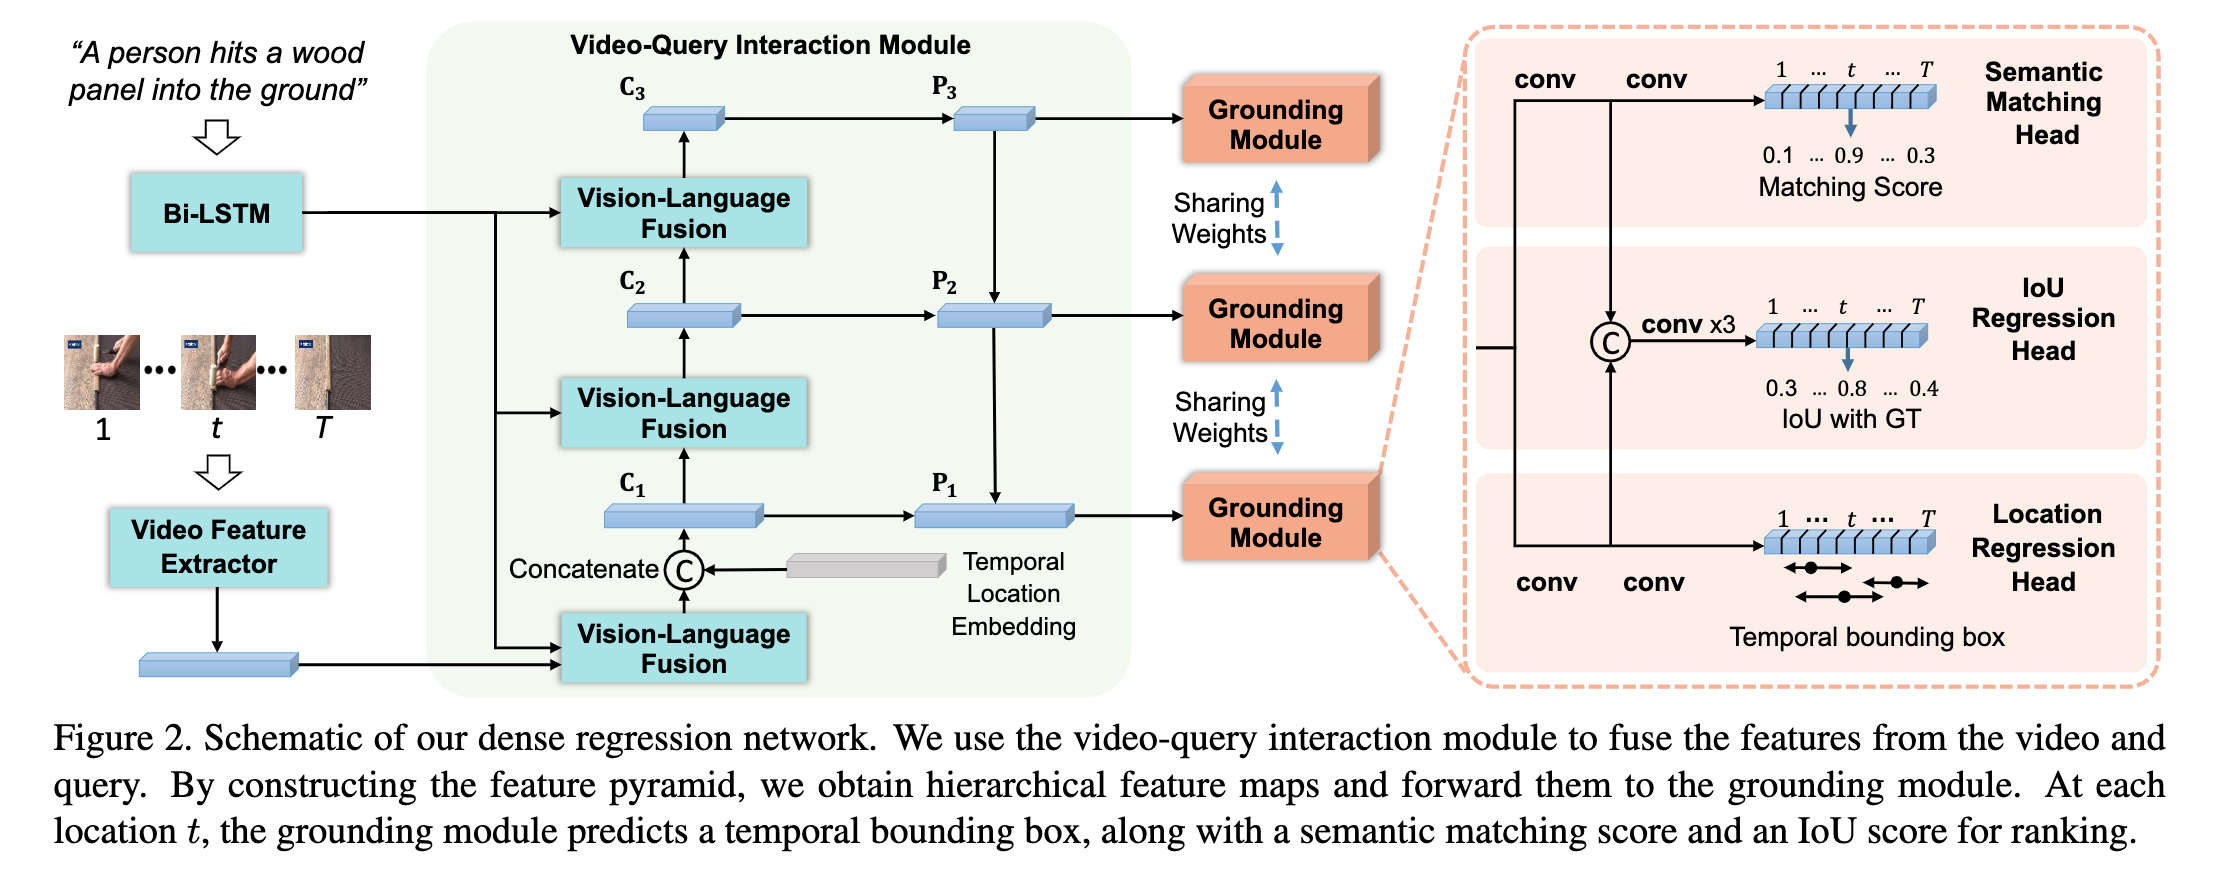 “A person hits a wood
panel into the ground”
Bi-LSTM
1
t
T
Video Feature
Extractor
Video-Query Interaction Module
C3
P3
Vision-Language
Fusion
C2
P2
Vision-Language
Fusion
C1
P1
Concatenate
C
Temporal
Location
Embedding
Vision-Language
Fusion
Grounding
Module
Sharing
Weights
Grounding
Module
Sharing
Weights
Grounding
Module
conv
conv
1 ... t ... T
0.1 ... 0.9 ... 0.3
Matching Score
Semantic
Matching
Head
C
conv x3
1 ... t ... T
0.3 ... 0.8 ... 0.4
IoU with GT
IoU
Regression
Head
conv
conv
1 ... t ... T
Temporal bounding box
Location
Regression
Head
Figure 2. Schematic of our dense regression network. We use the video-query interaction module to fuse the features from the video and
query. By constructing the feature pyramid, we obtain hierarchical feature maps and forward them to the grounding module. At each
location t, the grounding module predicts a temporal bounding box, along with a semantic matching score and an IoU score for ranking.